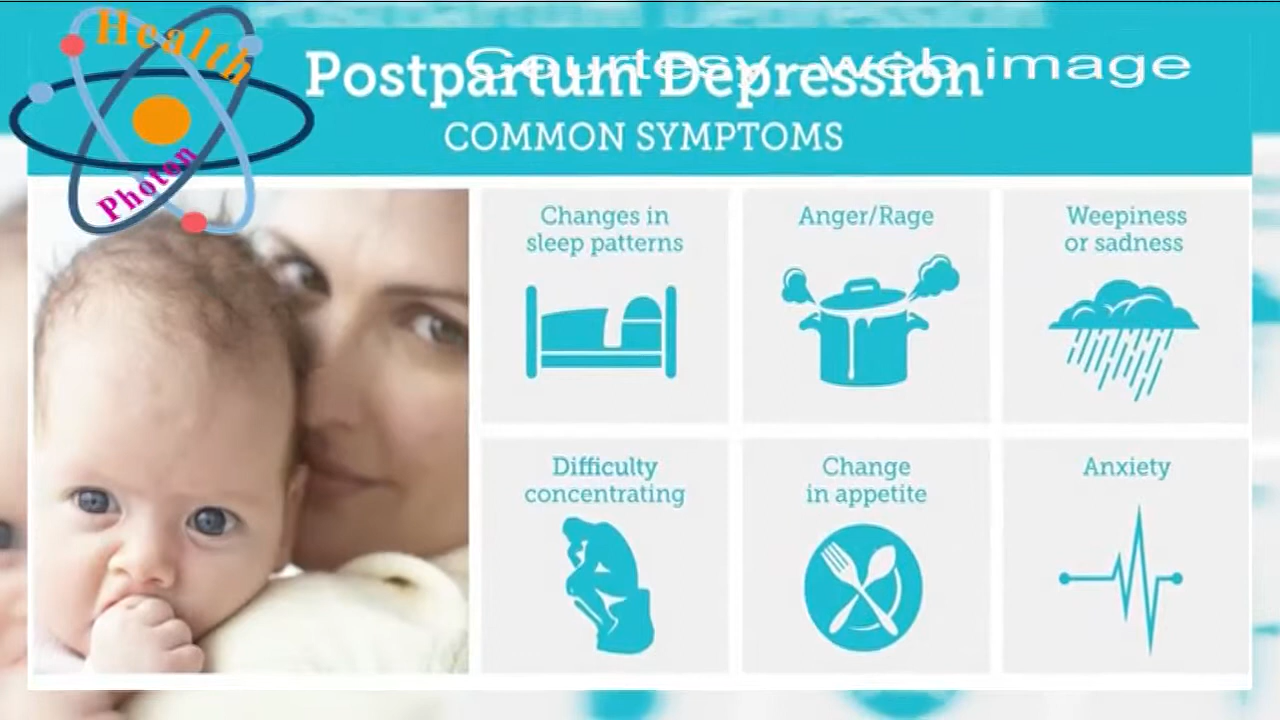 Health
Photon
Courtesy -web image
Postpartum Depression
COMMON SYMPTOMS
Changes in
sleep patterns
Anger/Rage
Weepiness
or sadness
Difficulty
concentrating
Change
in appetite
Anxiety